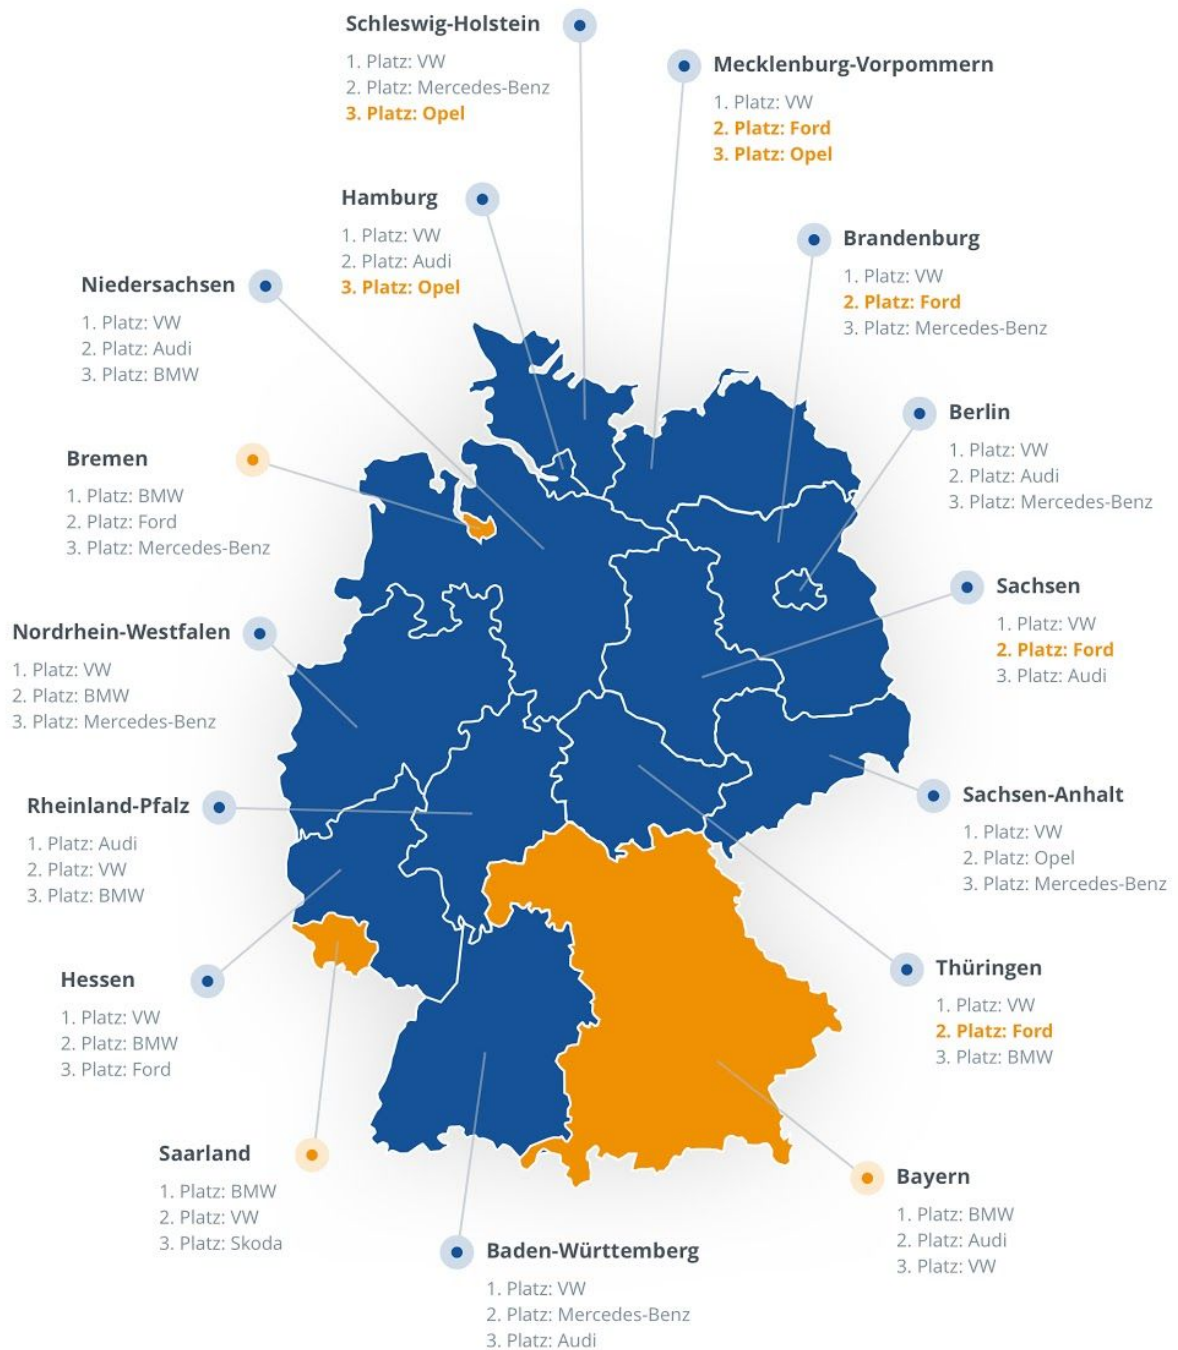 Schleswig-Holstein
1. Platz: VW
2. Platz: Mercedes-Benz
3. Platz: Opel
Mecklenburg-Vorpommern
1. Platz: VW
2. Platz: Ford
3. Platz: Opel
Hamburg
1. Platz: VW
2. Platz: Audi
3. Platz: Opel
Brandenburg
1. Platz: VW
2. Platz: Ford
3. Platz: Mercedes-Benz
Niedersachsen
1. Platz: VW
2. Platz: Audi
3. Platz: BMW
Berlin
1. Platz: VW
2. Platz: Audi
3. Platz: Mercedes-Benz
Bremen
1. Platz: BMW
2. Platz: Ford
3. Platz: Mercedes-Benz
Sachsen
1. Platz: VW
2. Platz: Ford
3. Platz: Audi
Nordrhein-Westfalen
1. Platz: VW
2. Platz: BMW
3. Platz: Mercedes-Benz
Sachsen-Anhalt
1. Platz: VW
2. Platz: Opel
3. Platz: Mercedes-Benz
Rheinland-Pfalz
1. Platz: Audi
2. Platz: VW
3. Platz: BMW
Thüringen
1. Platz: VW
2. Platz: Ford
3. Platz: BMW
Hessen
1. Platz: VW
2. Platz: BMW
3. Platz: Ford
Saarland
1. Platz: BMW
2. Platz: VW
3. Platz: Skoda
Bayern
1. Platz: BMW
2. Platz: Audi
3. Platz: VW
Baden-Württemberg
1. Platz: VW
2. Platz: Mercedes-Benz
3. Platz: Audi